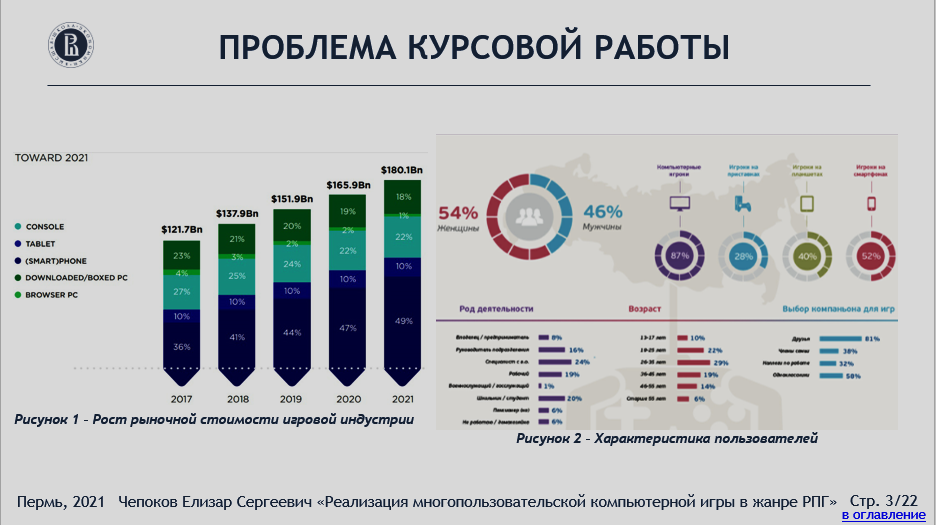 ПРОБЛЕМА КУРСОВОЙ РАБОТЫ
TOWARD 2021
CONSOLE
TABLET
(SMART)PHONE
DOWNLOADED/BOXED PC
BROWSER PC
$121.7Bn
23%
4%
27%
10%
36%
2017
$137.9Bn
21%
3%
25%
10%
41%
2018
$151.9Bn
20%
2%
24%
10%
44%
2019
$165.9Bn
19%
2%
22%
10%
47%
2020
$180.1Bn
18%
1%
22%
10%
49%
2021
Рисунок 1 – Рост рыночной стоимости игровой индустрии
54%
Женщины
46%
Мужчины
Компьютерные
игроки
87%
Игроки на
приставках
28%
Игроки на
планшетах
40%
Игроки на
смартфонах
52%
Род деятельности
Владелец / предприниматель 8%
Руководитель подразделения 16%
Специалист с в.о. 24%
Рабочий 19%
Военнослужащий / госслужащий 1%
Школьник / студент 20%
Пенсионер (ка) 6%
Не работаю / домохозяйка 6%
Возраст
13-17 лет 10%
18-25 лет 22%
26-35 лет 29%
36-45 лет 19%
46-55 лет 14%
Старше 55 лет 6%
Выбор компаньона для игр
Друзья 81%
Члены семьи 38%
Коллеги по работе 32%
Одноклассники 50%
Рисунок 2 – Характеристика пользователей
Пермь, 2021 Чепоков Елизар Сергеевич «Реализация многопользовательской компьютерной игры в жанре РПГ» Стр. 3/22
в оглавление